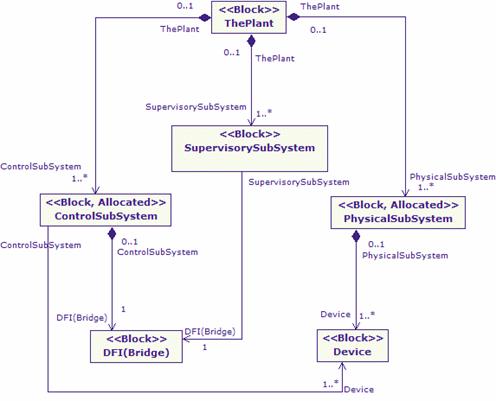 <<Block>>
ThePlant
0..1
ThePlant
0..1
ThePlant
ThePlant
0..1
SupervisorySubSystem
1..*
<<Block>>
SupervisorySubSystem
ControlSubSystem
1..*
SupervisorySubSystem
PhysicalSubSystem
1..*
<<Block, Allocated>>
ControlSubSystem
<<Block, Allocated>>
PhysicalSubSystem
ControlSubSystem
0..1
ControlSubSystem
0..1
PhysicalSubSystem
1
DFI(Bridge)
DFI(Bridge)
1
Device
1..*
<<Block>>
DFI(Bridge)
<<Block>>
Device
1..*
Device